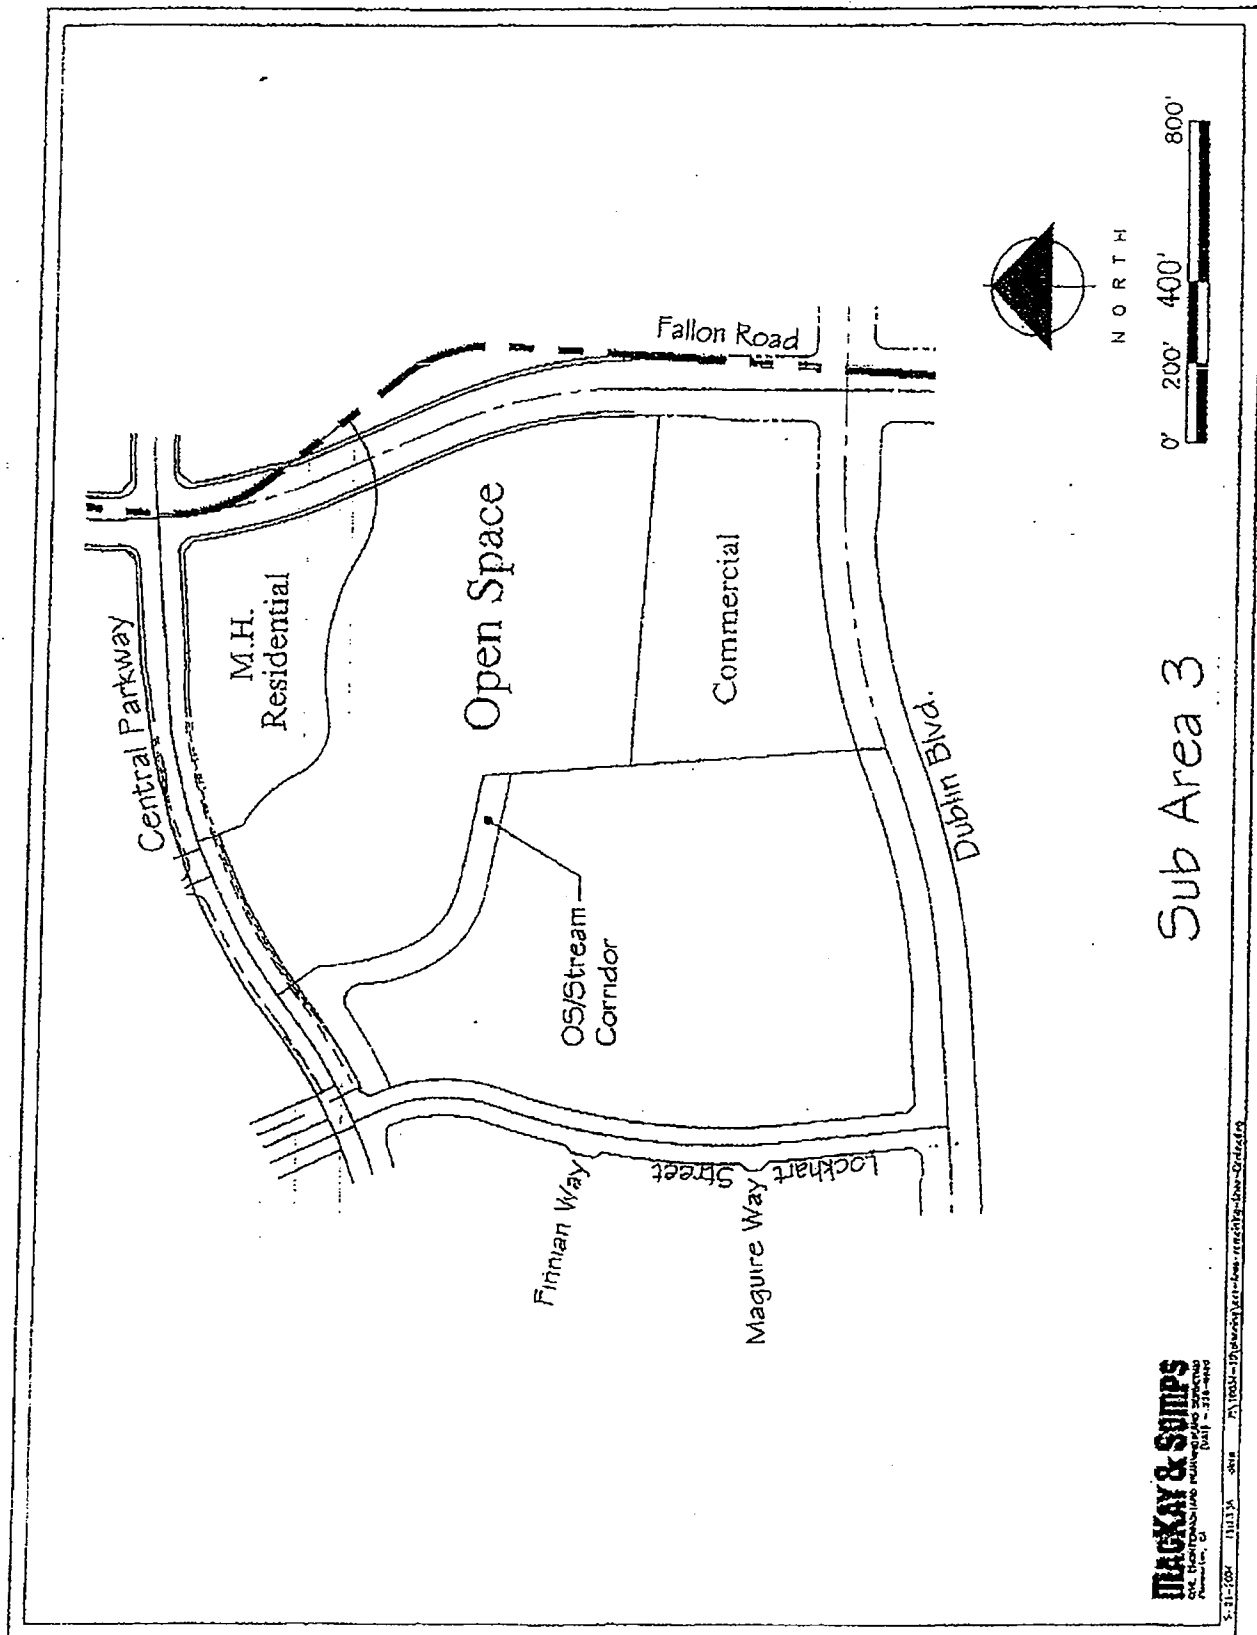 Central Parkway
M.H.
Residential
Fallon Road
Open Space
Commercial
OS/Stream
Corridor
Dublin Blvd.
Finnian Way
Lockhart
Street
Maguire Way
NORTH
0' 200' 400' 800'
Sub Area 3
MACKAY & SOMPS